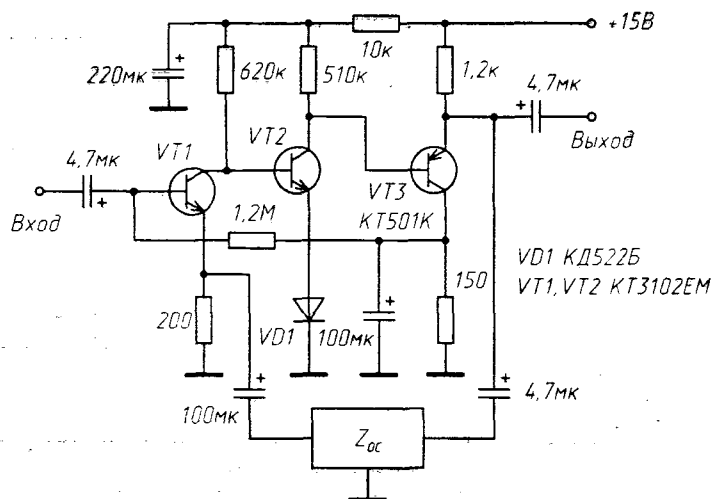 +15В
10к
220мк
+
620к
510к
1,2к
4,7мк
+
Выход
VT1
VT2
4,7мк
+
Вход
VT3
КТ501К
1,2М
+
VD1 КД522Б
VT1,VT2 КТ3102ЕМ
200
VD1
100мк
150
+
100мк
+
4,7мк
Zос